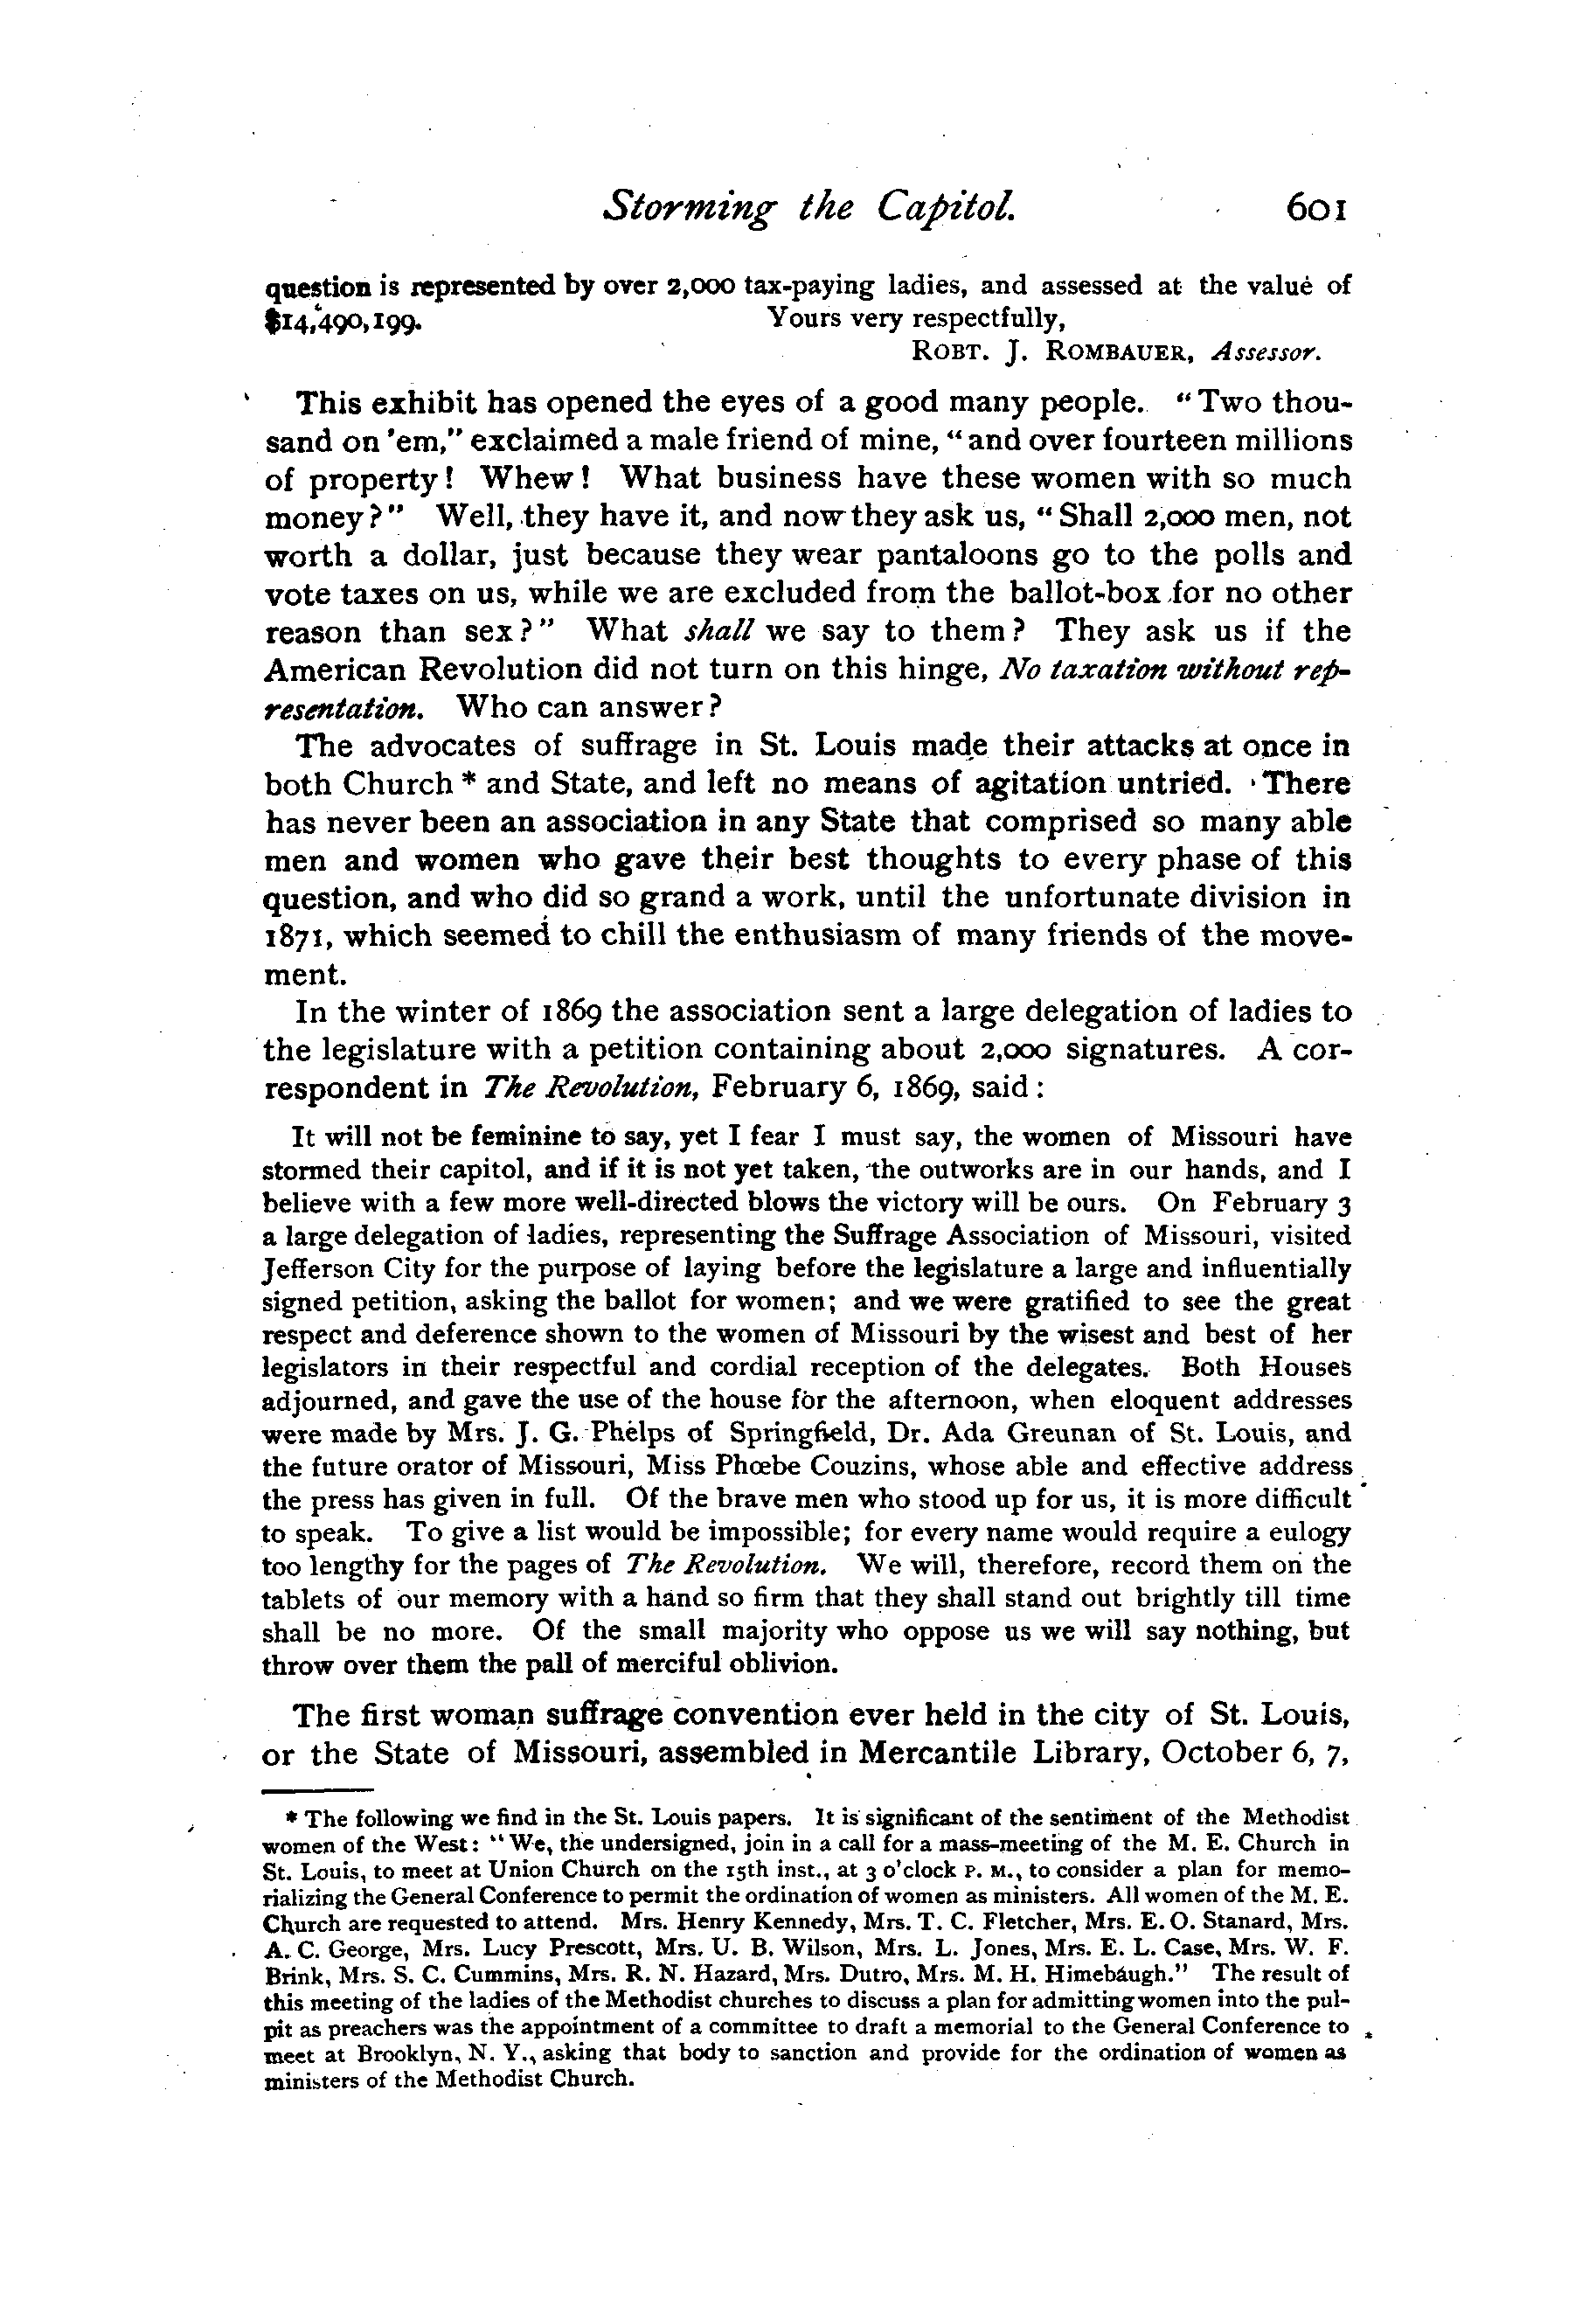 Storming the Capitol. 601
question is represented by over 2,000 tax-paying ladies, and assessed at the value of
$14,490,199. Yours very respectfully,
ROBT. J. ROMBAUER, Assessor.
This exhibit has opened the eyes of a good many people. "Two thou-
sand on 'em," exclaimed a male friend of mine, "and over fourteen millions
of property! Whew! What business have these women with so much
money?" Well, they have it, and now they ask us, "Shall 2,000 men, not
worth a dollar, just because they wear pantaloons go to the polls and
vote taxes on us, while we are excluded from the ballot-box for no other
reason than sex?" What shall we say to them? They ask us if the
American Revolution did not turn on this hinge, No taxation without rep-
resentation. Who can answer?
The advocates of suffrage in St. Louis made their attacks at once in
both Church * and State, and left no means of agitation untried. There
has never been an association in any State that comprised so many able
men and women who gave their best thoughts to every phase of this
question, and who did so grand a work, until the unfortunate division in
1871, which seemed to chill the enthusiasm of many friends of the move-
ment.
In the winter of 1869 the association sent a large delegation of ladies to
the legislature with a petition containing about 2,000 signatures. A cor-
respondent in The Revolution, February 6, 1869, said:
It will not be feminine to say, yet I fear I must say, the women of Missouri have
stormed their capitol, and if it is not yet taken, the outworks are in our hands, and I
believe with a few more well-directed blows the victory will be ours. On February 3
a large delegation of ladies, representing the Suffrage Association of Missouri, visited
Jefferson City for the purpose of laying before the legislature a large and influentially
signed petition, asking the ballot for women; and we were gratified to see the great
respect and deference shown to the women of Missouri by the wisest and best of her
legislators in their respectful and cordial reception of the delegates. Both Houses
adjourned, and gave the use of the house for the afternoon, when eloquent addresses
were made by Mrs. J. G. Phelps of Springfield, Dr. Ada Greunan of St. Louis, and
the future orator of Missouri, Miss Phœbe Couzins, whose able and effective address
the press has given in full. Of the brave men who stood up for us, it is more difficult
to speak. To give a list would be impossible; for every name would require a eulogy
too lengthy for the pages of The Revolution. We will, therefore, record them on the
tablets of our memory with a hand so firm that they shall stand out brightly till time
shall be no more. Of the small majority who oppose us we will say nothing, but
throw over them the pall of merciful oblivion.
The first woman suffrage convention ever held in the city of St. Louis,
or the State of Missouri, assembled in Mercantile Library, October 6, 7,
* The following we find in the St. Louis papers. It is significant of the sentiment of the Methodist
women of the West: "We, the undersigned, join in a call for a mass-meeting of the M. E. Church in
St. Louis, to meet at Union Church on the 15th inst., at 3 o'clock P. M., to consider a plan for memo-
rializing the General Conference to permit the ordination of women as ministers. All women of the M. E.
Church are requested to attend. Mrs. Henry Kennedy, Mrs. T. C. Fletcher, Mrs. E. O. Stanard, Mrs.
A. C. George, Mrs. Lucy Prescott, Mrs. U. B. Wilson, Mrs. L. Jones, Mrs. E. L. Case, Mrs. W. F.
Brink, Mrs. S. C. Cummins, Mrs. R. N. Hazard, Mrs. Dutro, Mrs. M. H. Himebaugh." The result of
this meeting of the ladies of the Methodist churches to discuss a plan for admitting women into the pul-
pit as preachers was the appointment of a committee to draft a memorial to the General Conference to
meet at Brooklyn, N. Y., asking that body to sanction and provide for the ordination of women as
ministers of the Methodist Church.